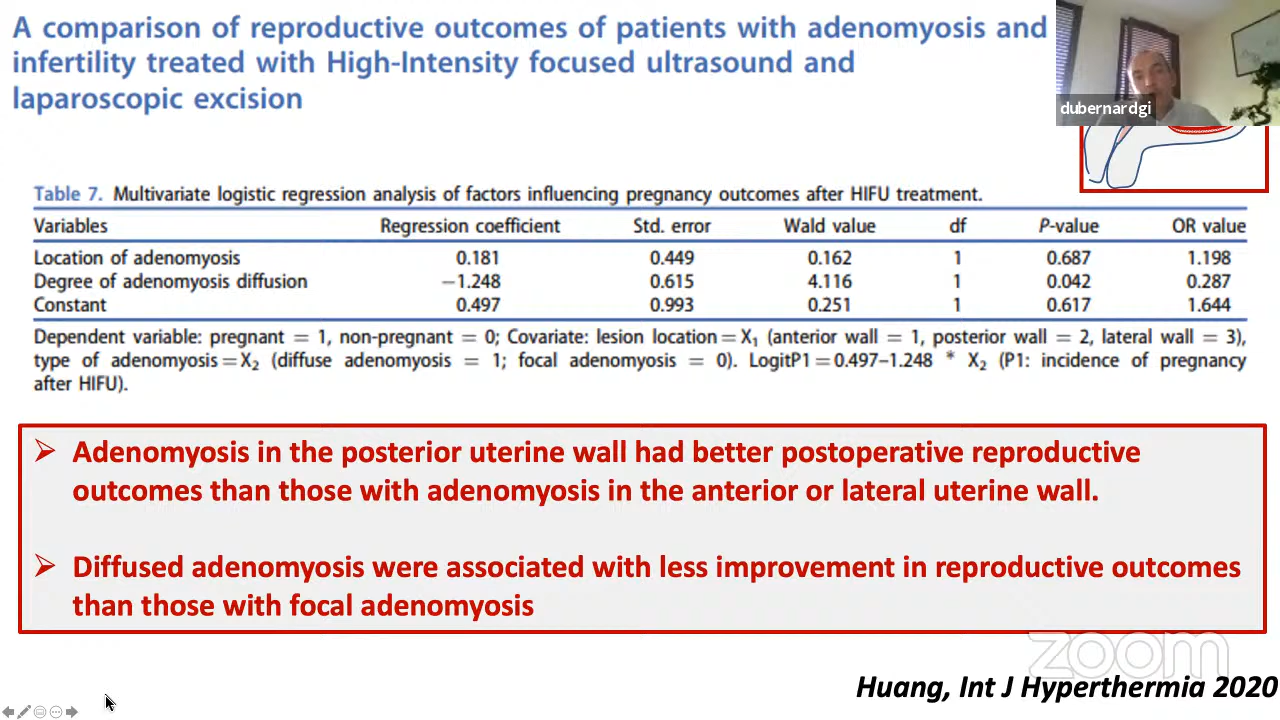 A comparison of reproductive outcomes of patients with adenomyosis and
infertility treated with High-Intensity focused ultrasound and
laparoscopic excision
dubernardgi
Table 7. Multivariate logistic regression analysis of factors influencing pregnancy outcomes after HIFU treatment.
Variables Regression coefficient Std. error Wald value df P-value OR value
Location of adenomyosis 0.181 0.449 0.162 1 0.687 1.198
Degree of adenomyosis diffusion −1.248 0.615 4.116 1 0.042 0.287
Constant 0.497 0.993 0.251 1 0.617 1.644
Dependent variable: pregnant = 1, non-pregnant = 0; Covariate: lesion location = X₁ (anterior wall = 1, posterior wall = 2, lateral wall = 3),
type of adenomyosis = X₂ (diffuse adenomyosis = 1; focal adenomyosis = 0). LogitP1 = 0.497–1.248 * X₂ (P1: incidence of pregnancy
after HIFU).
➢ Adenomyosis in the posterior uterine wall had better postoperative reproductive
outcomes than those with adenomyosis in the anterior or lateral uterine wall.
➢ Diffused adenomyosis were associated with less improvement in reproductive outcomes
than those with focal adenomyosis
zoom
Huang, Int J Hyperthermia 2020